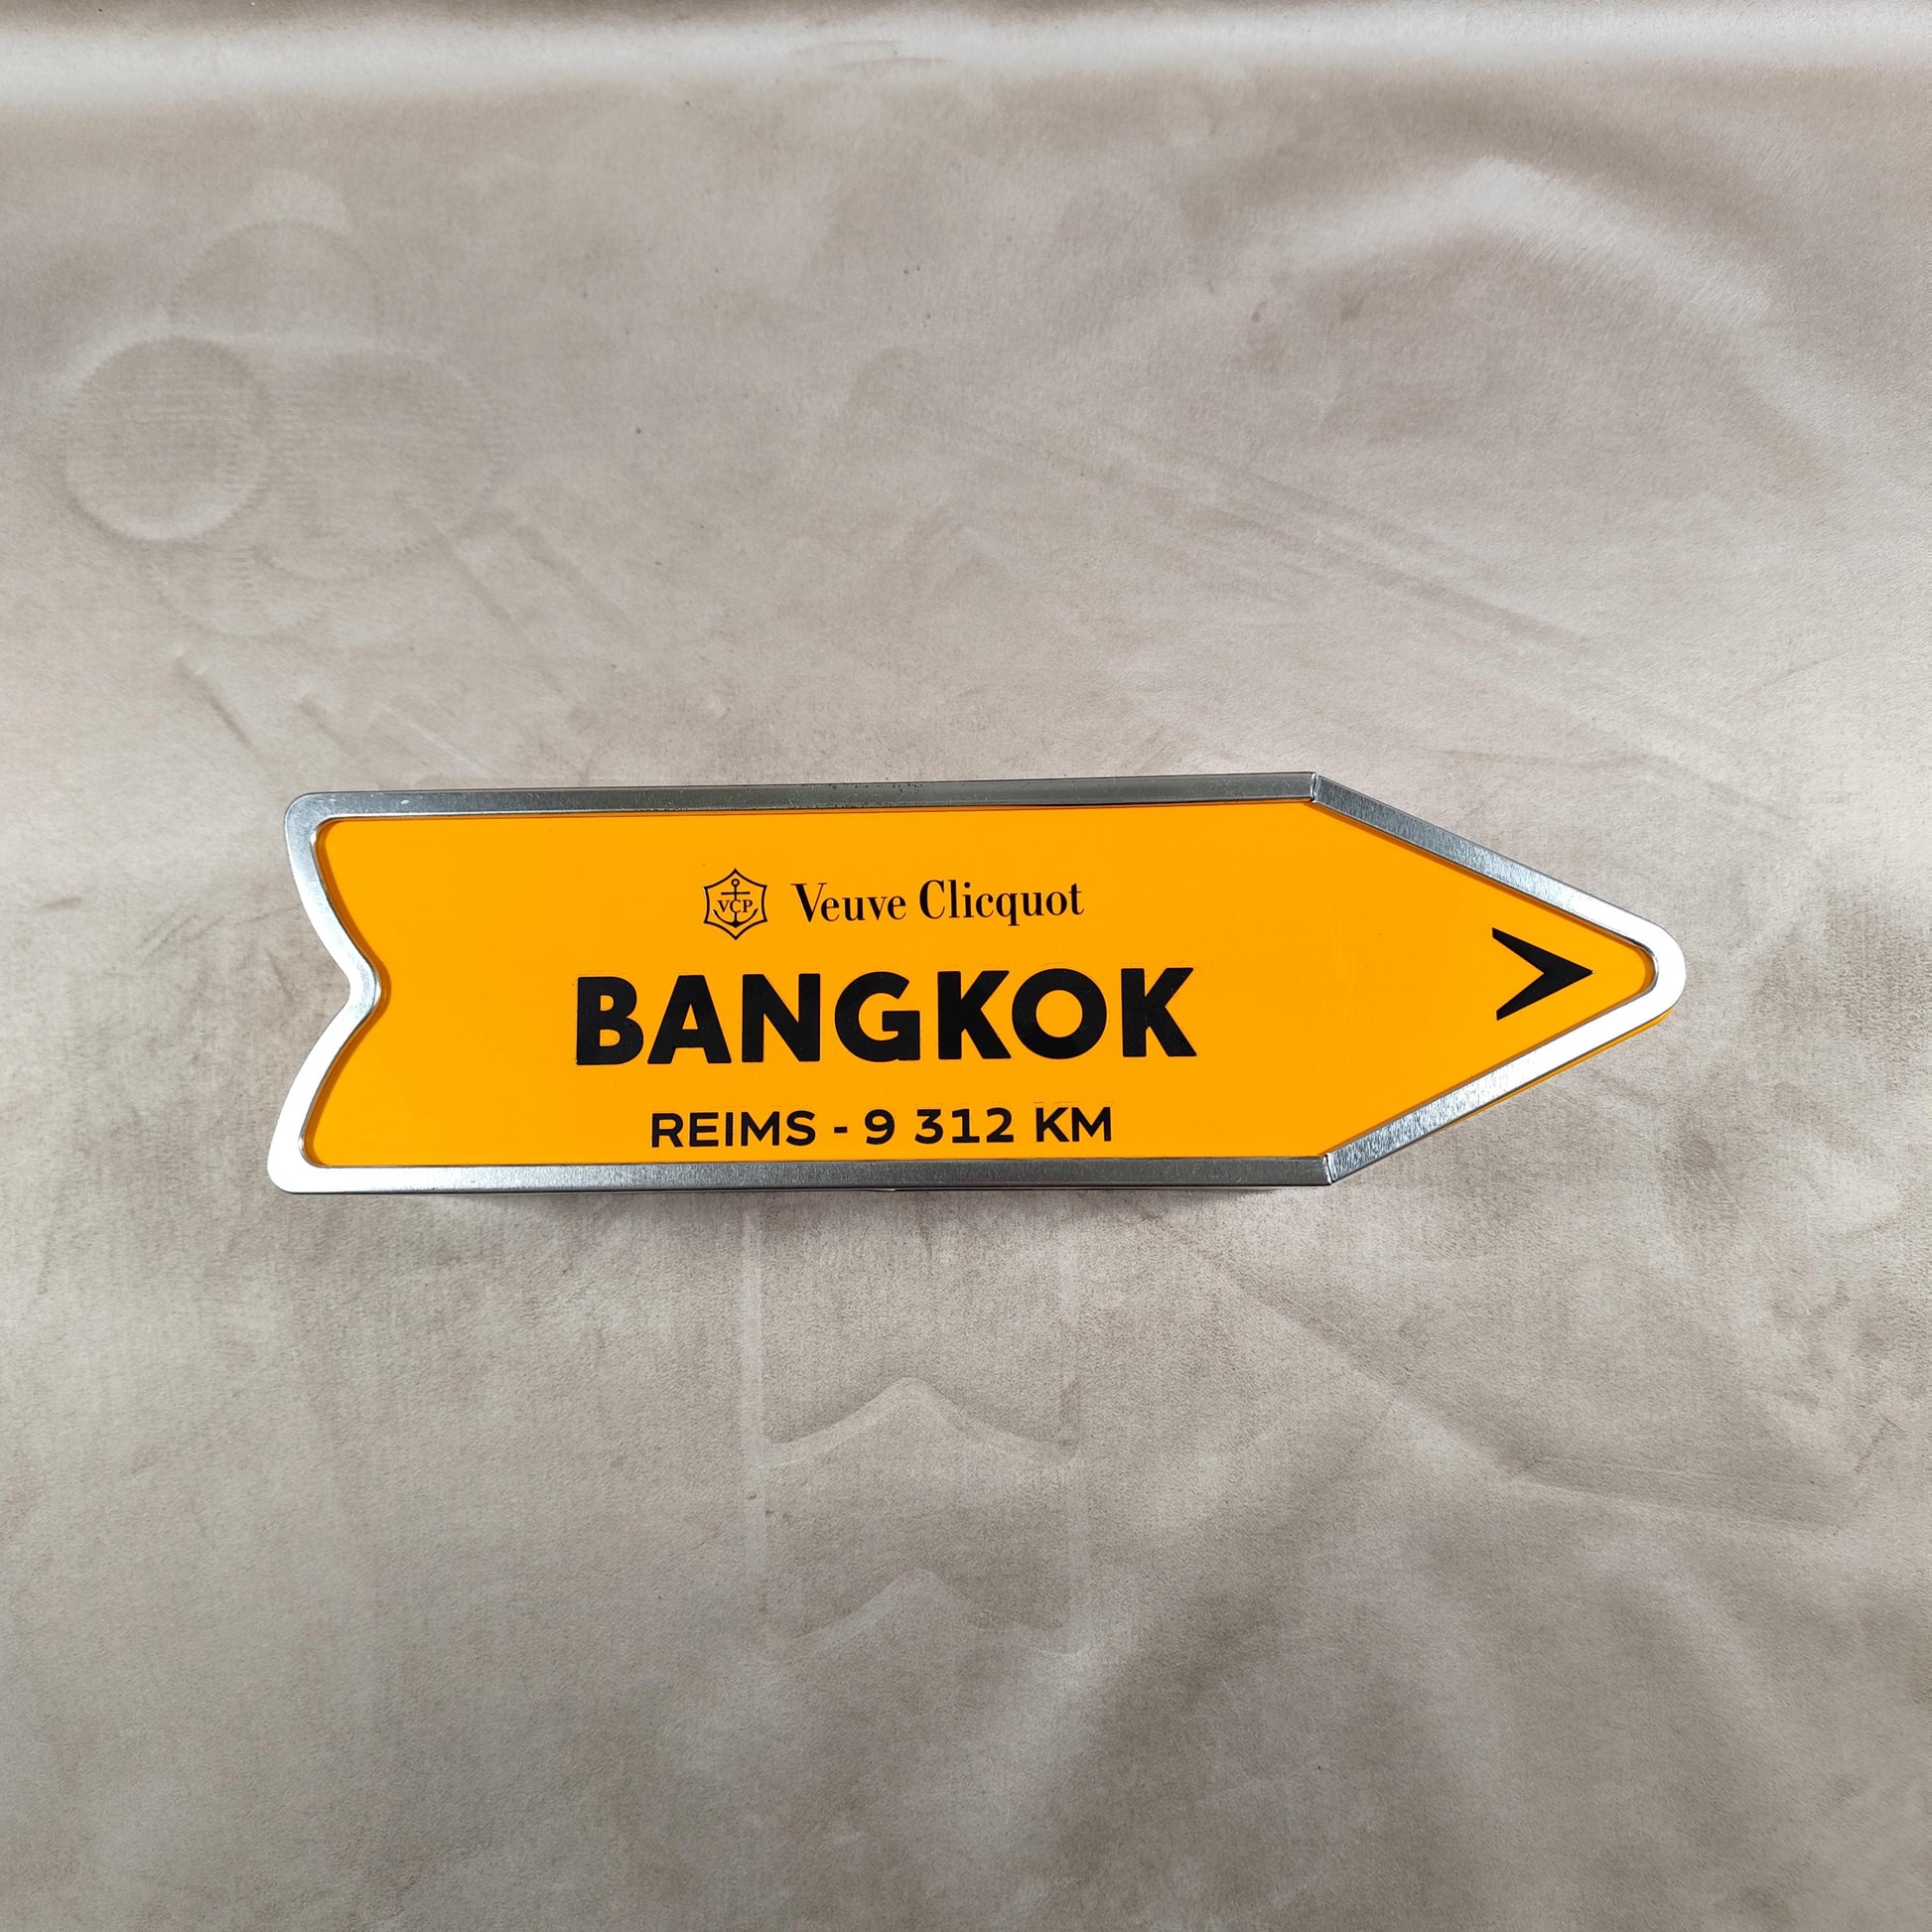 VCP Veuve Clicquot
BANGKOK
REIMS - 9 312 KM